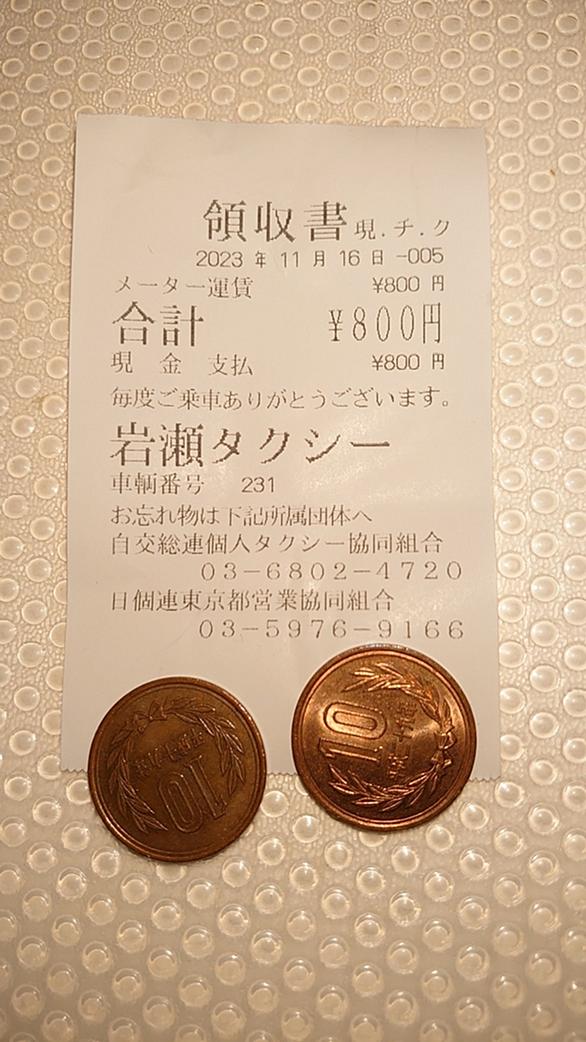 領収書 現.チ.ク
2023 年 11 月 16 日 -005
メーター運賃 ¥800 円
合計 ¥800円
現 金 支払 ¥800 円
毎度ご乗車ありがとうございます。
岩瀬タクシー
車輌番号 231
お忘れ物は下記所属団体へ
自交総連個人タクシー協同組合
03-6802-4720
日個連東京都営業協同組合
03-5976-9166
10
10